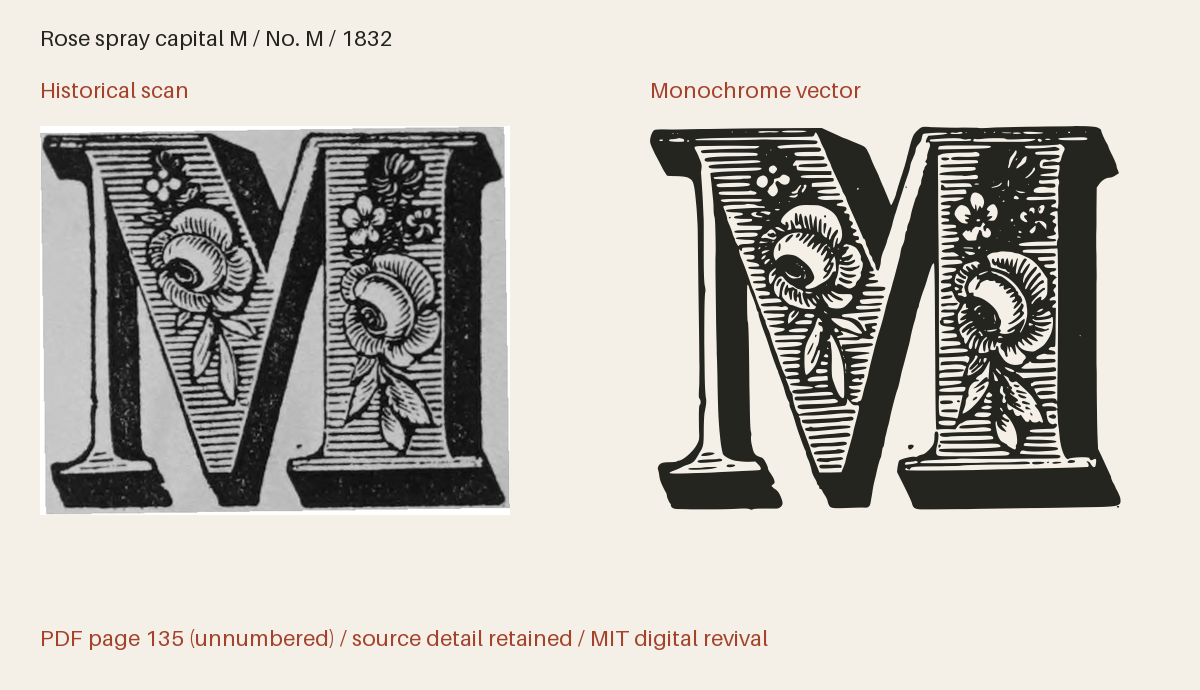 Rose spray capital M / No. M / 1832
Historical scan
Monochrome vector
M
M
PDF page 135 (unnumbered) / source detail retained / MIT digital revival